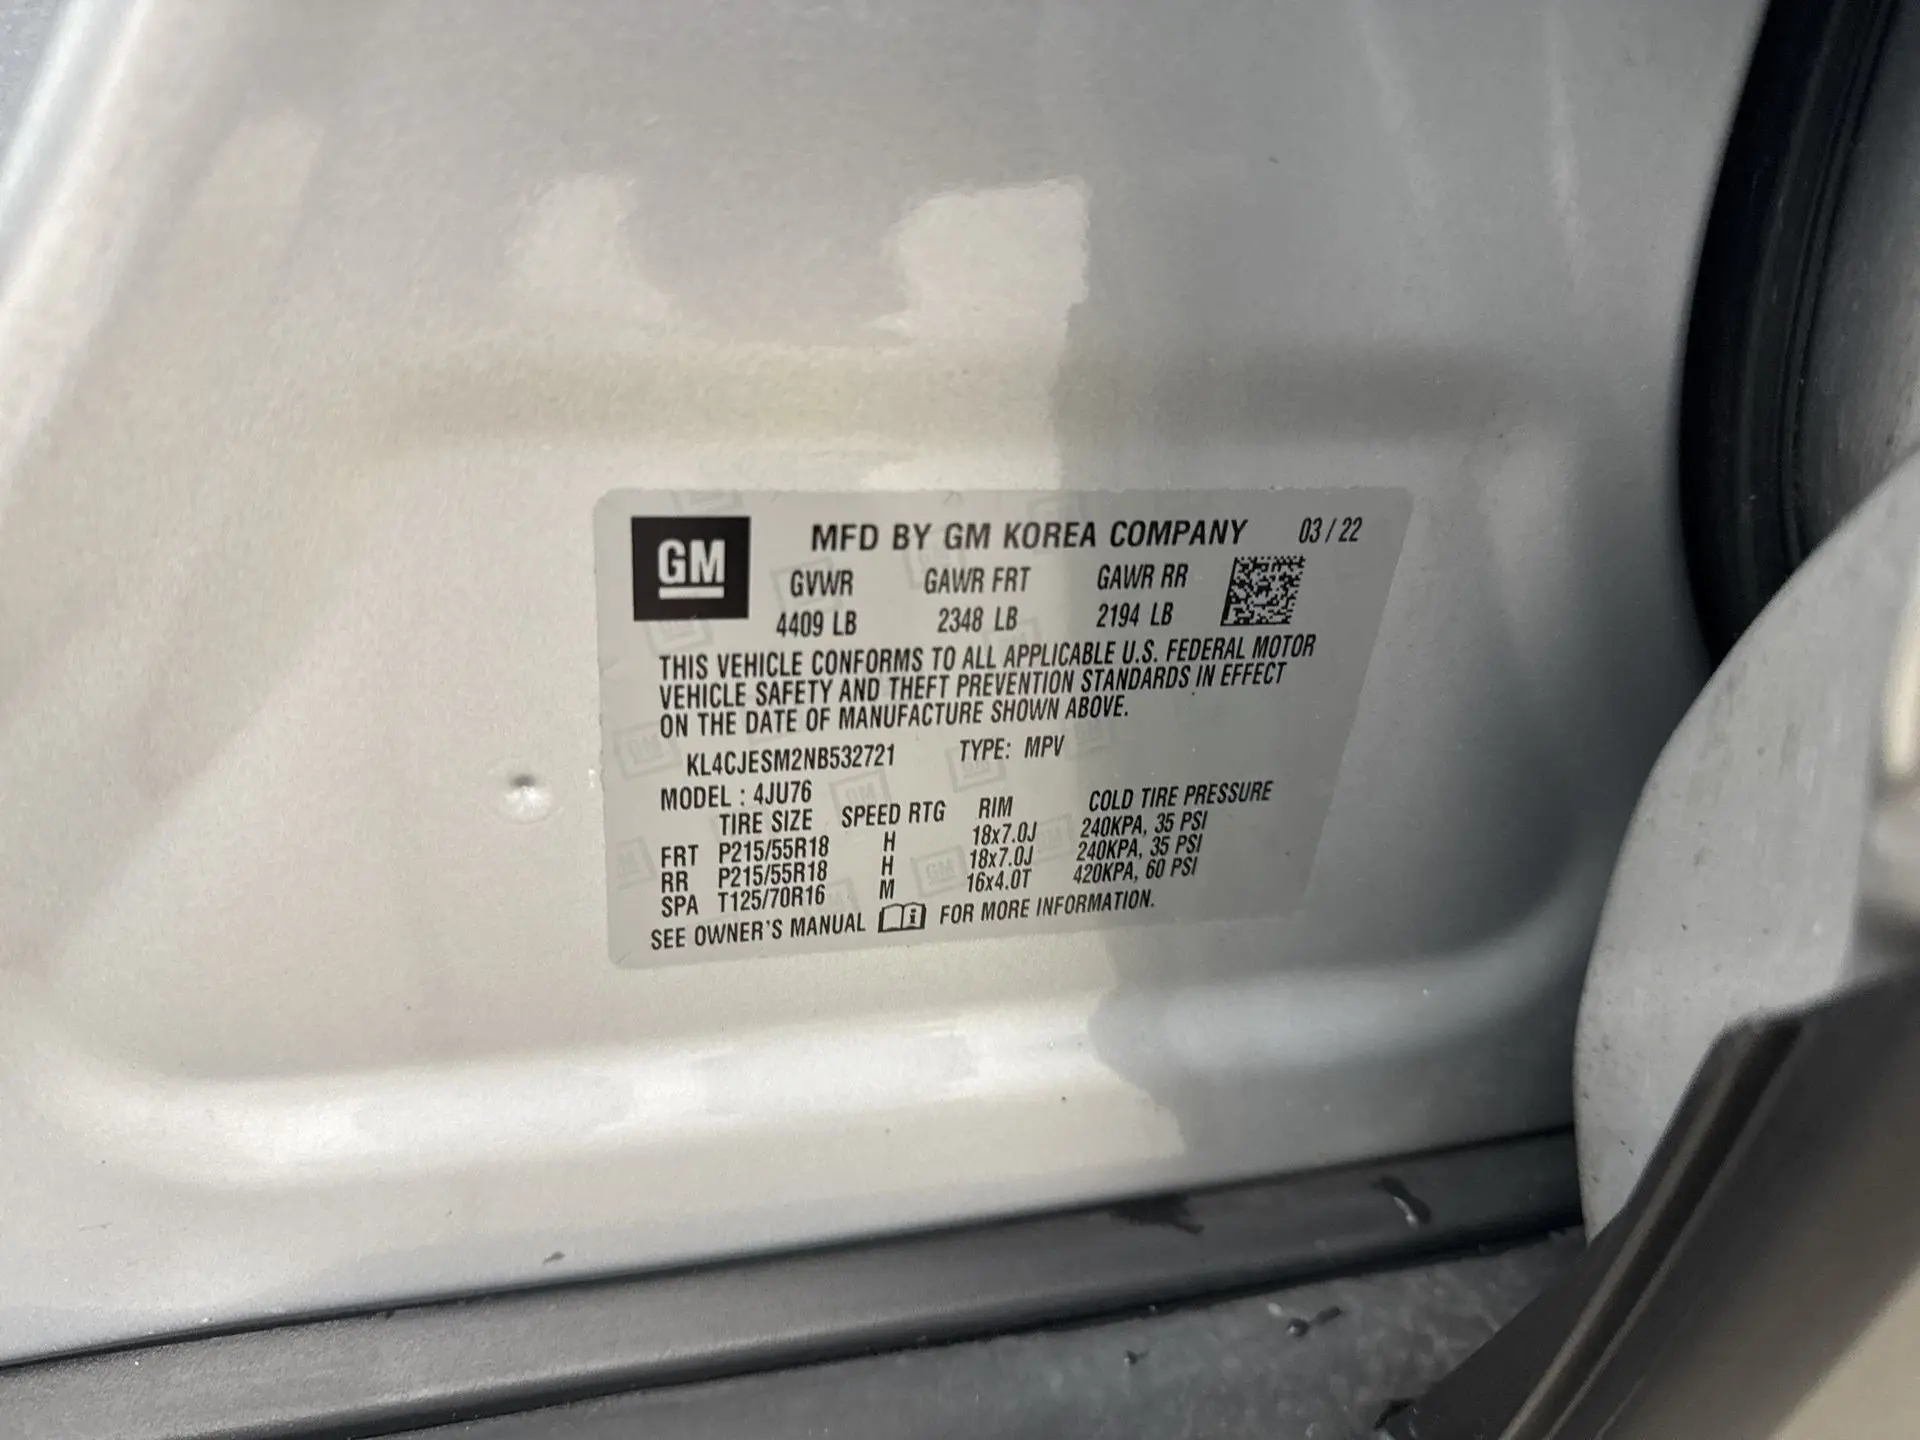 GM MFD BY GM KOREA COMPANY 03 / 22
GVWR GAWR FRT GAWR RR
4409 LB 2348 LB 2194 LB
THIS VEHICLE CONFORMS TO ALL APPLICABLE U.S. FEDERAL MOTOR
VEHICLE SAFETY AND THEFT PREVENTION STANDARDS IN EFFECT
ON THE DATE OF MANUFACTURE SHOWN ABOVE.
KL4CJESM2NB532721 TYPE: MPV
MODEL : 4JU76
TIRE SIZE SPEED RTG RIM COLD TIRE PRESSURE
FRT P215/55R18 H 18x7.0J 240KPA, 35 PSI
RR P215/55R18 H 18x7.0J 240KPA, 35 PSI
SPA T125/70R16 M 16x4.0T 420KPA, 60 PSI
SEE OWNER'S MANUAL i FOR MORE INFORMATION.